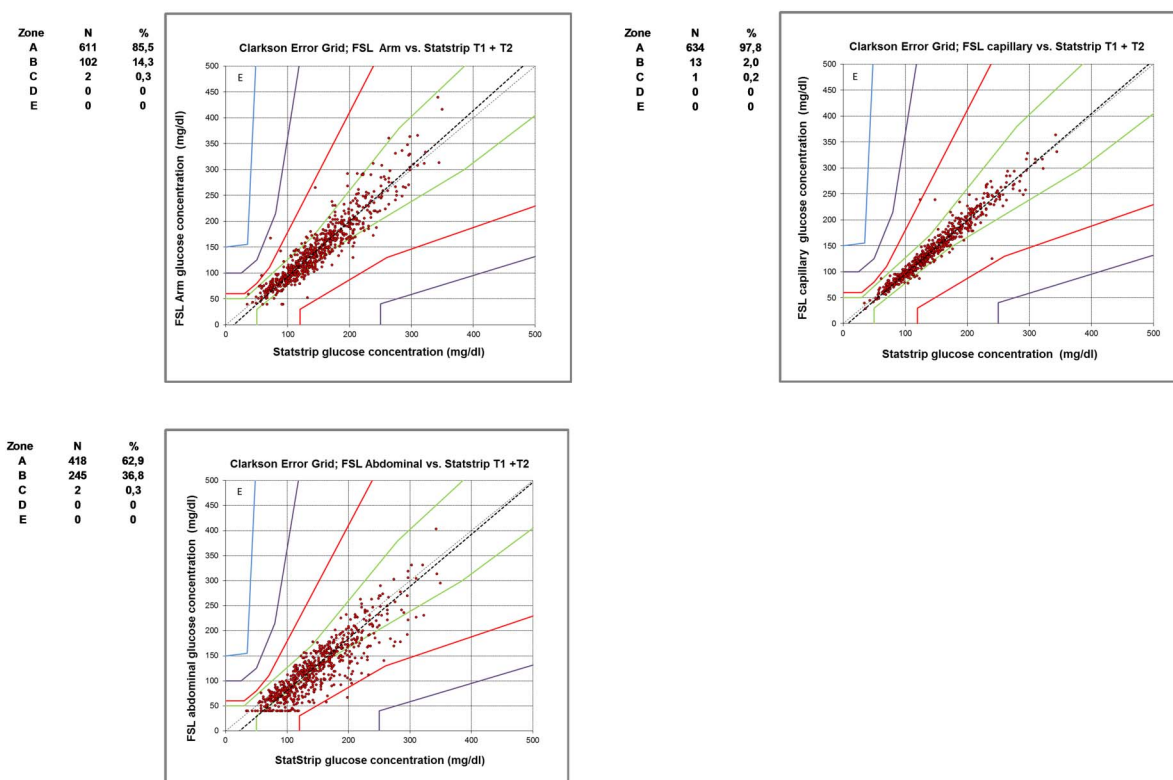 Zone N %
A 611 85,5
B 102 14,3
C 2 0,3
D 0 0
E 0 0
Clarkson Error Grid; FSL Arm vs. Statstrip T1 + T2
E
500
450
400
350
300
250
200
150
100
50
0
0 100 200 300 400 500
FSL Arm glucose concentration (mg/dl)
Statstrip glucose concentration (mg/dl)
Zone N %
A 634 97,8
B 13 2,0
C 1 0,2
D 0 0
E 0 0
Clarkson Error Grid; FSL capillary vs. Statstrip T1 + T2
E
500
450
400
350
300
250
200
150
100
50
0
0 100 200 300 400 500
FSL capillary glucose concentration (mg/dl)
Statstrip glucose concentration (mg/dl)
Zone N %
A 418 62,9
B 245 36,8
C 2 0,3
D 0 0
E 0 0
Clarkson Error Grid; FSL Abdominal vs. Statstrip T1 +T2
E
500
450
400
350
300
250
200
150
100
50
0
0 100 200 300 400 500
FSL abdominal glucose concentration (mg/dl)
StatStrip glucose concentration (mg/dl)